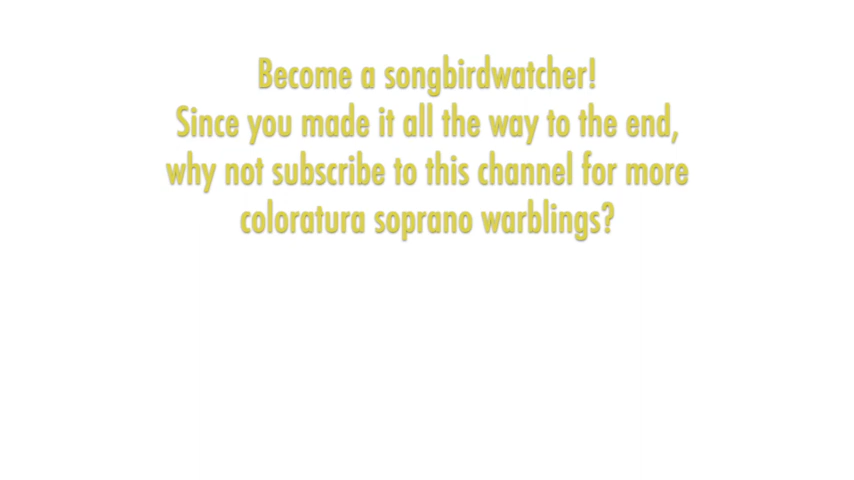 Become a songbirdwatcher!
Since you made it all the way to the end,
why not subscribe to this channel for more
coloratura soprano warblings?